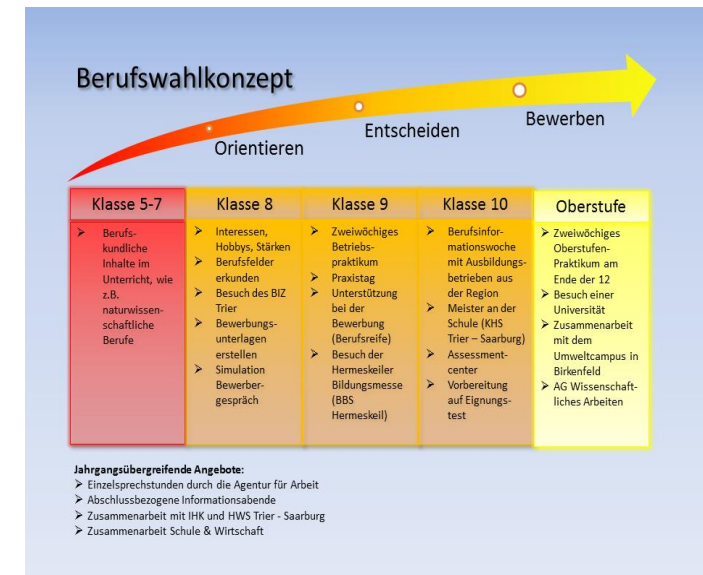 Berufswahlkonzept
Orientieren
Entscheiden
Bewerben
Klasse 5-7
Berufs-
kundliche
Inhalte im
Unterricht, wie
z.B.
naturwissen-
schaftliche
Berufe
Klasse 8
Interessen,
Hobbys, Stärken
Berufsfelder
erkunden
Besuch des BIZ
Trier
Bewerbungs-
unterlagen
erstellen
Simulation
Bewerber-
gespräch
Klasse 9
Zweiwöchiges
Betriebs-
praktikum
Praxistag
Unterstützung
bei der
Bewerbung
(Berufsreife)
Besuch der
Hermeskeiler
Bildungsmesse
(BBS
Hermeskeil)
Klasse 10
Berufsinfor-
mationswoche
mit Ausbildungs-
betrieben aus
der Region
Meister an der
Schule (KHS
Trier – Saarburg)
Assessment-
center
Vorbereitung
auf Eignungs-
test
Oberstufe
Zweiwöchiges
Oberstufen-
Praktikum am
Ende der 12
Besuch einer
Universität
Zusammenarbeit
mit dem
Umweltcampus in
Birkenfeld
AG Wissenschaft-
liches Arbeiten
Jahrgangsübergreifende Angebote:
Einzelsprechstunden durch die Agentur für Arbeit
Abschlussbezogene Informationsabende
Zusammenarbeit mit IHK und HWS Trier - Saarburg
Zusammenarbeit Schule & Wirtschaft